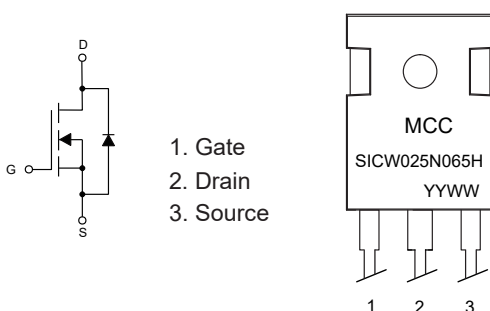 D
G
S
1. Gate
2. Drain
3. Source
MCC
SICW025N065H
YYWW
1 2 3